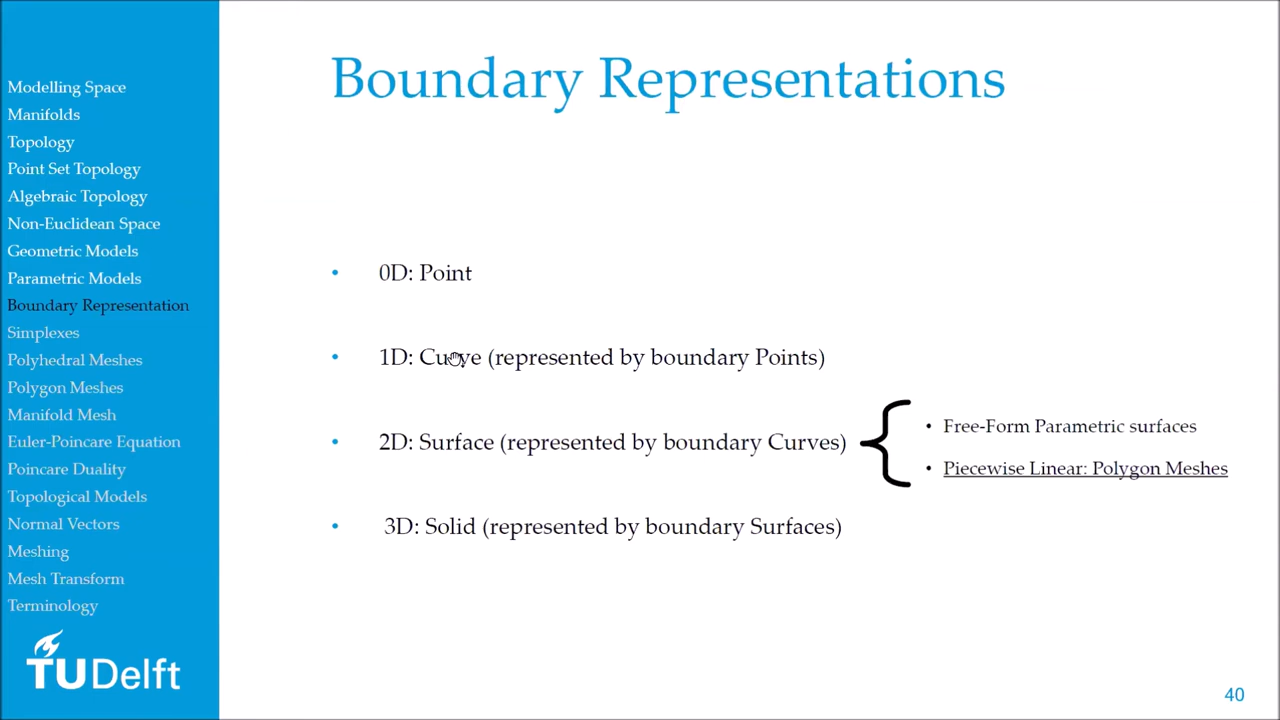 Boundary Representations
Modelling Space
Manifolds
Topology
Point Set Topology
Algebraic Topology
Non-Euclidean Space
Geometric Models
Parametric Models
Boundary Representation
Simplexes
Polyhedral Meshes
Polygon Meshes
Manifold Mesh
Euler-Poincare Equation
Poincare Duality
Topological Models
Normal Vectors
Meshing
Mesh Transform
Terminology
TUDelft
• 0D: Point
• 1D: Curve (represented by boundary Points)
• 2D: Surface (represented by boundary Curves)
• Free-Form Parametric surfaces
• Piecewise Linear: Polygon Meshes
• 3D: Solid (represented by boundary Surfaces)
40